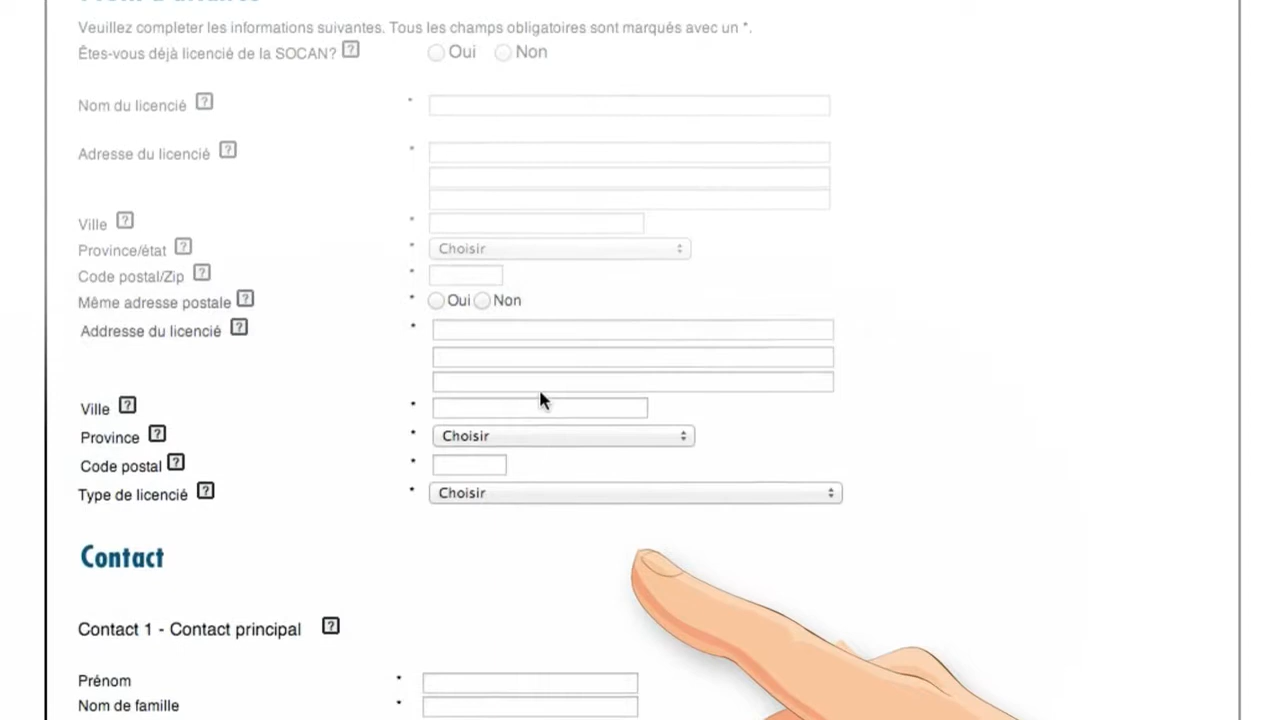 Veuillez completer les informations suivantes. Tous les champs obligatoires sont marqués avec un *.
Êtes-vous déjà licencié de la SOCAN? ? Oui Non
Nom du licencié ? *
Adresse du licencié ? *
Ville ? *
Province/état ? * Choisir
Code postal/Zip ? *
Même adresse postale ? * Oui Non
Addresse du licencié ? *
Ville ? *
Province ? * Choisir
Code postal ? *
Type de licencié ? * Choisir
Contact
Contact 1 - Contact principal ?
Prénom *
Nom de famille *